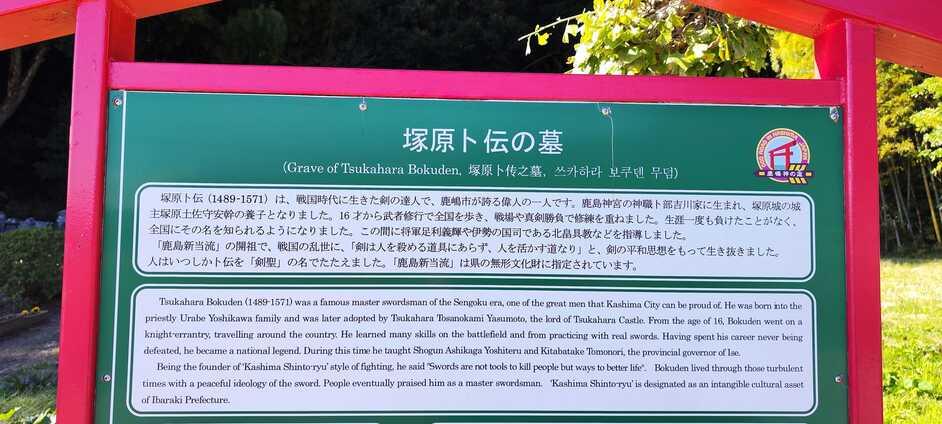 塚原卜伝の墓
(Grave of Tsukahara Bokuden, 塚原卜传之墓, 쓰카하라 보쿠덴 무덤)
鹿嶋神の道
塚原卜伝 (1489-1571) は、戦国時代に生きた剣の達人で、鹿嶋市が誇る偉人の一人です。鹿島神宮の神職卜部吉川家に生まれ、塚原城の城
主塚原土佐守安幹の養子となりました。16才から武者修行で全国を歩き、戦場や真剣勝負で修練を重ねました。生涯一度も負けたことがなく、
全国にその名を知られるようになりました。この間に将軍足利義輝や伊勢の国司である北畠具教などを指導しました。
「鹿島新当流」の開祖で、戦国の乱世に、「剣は人を殺める道具にあらず、人を活かす道なり」と、剣の平和思想をもって生き抜きました。
人はいつしか卜伝を「剣聖」の名でたたえました。「鹿島新当流」は県の無形文化財に指定されています。
Tsukahara Bokuden (1489-1571) was a famous master swordsman of the Sengoku era, one of the great men that Kashima City can be proud of. He was born into the
priestly Urabe Yoshikawa family and was later adopted by Tsukahara Tosanokami Yasumoto, the lord of Tsukahara Castle. From the age of 16, Bokuden went on a
knight-errantry, travelling around the country. He learned many skills on the battlefield and from practicing with real swords. Having spent his career never being
defeated, he became a national legend. During this time he taught Shogun Ashikaga Yoshiteru and Kitabatake Tomonori, the provincial governor of Ise.
Being the founder of 'Kashima Shinto-ryu' style of fighting, he said "Swords are not tools to kill people but ways to better life". Bokuden lived through those turbulent
times with a peaceful ideology of the sword. People eventually praised him as a master swordsman. 'Kashima Shinto-ryu' is designated as an intangible cultural asset
of Ibaraki Prefecture.